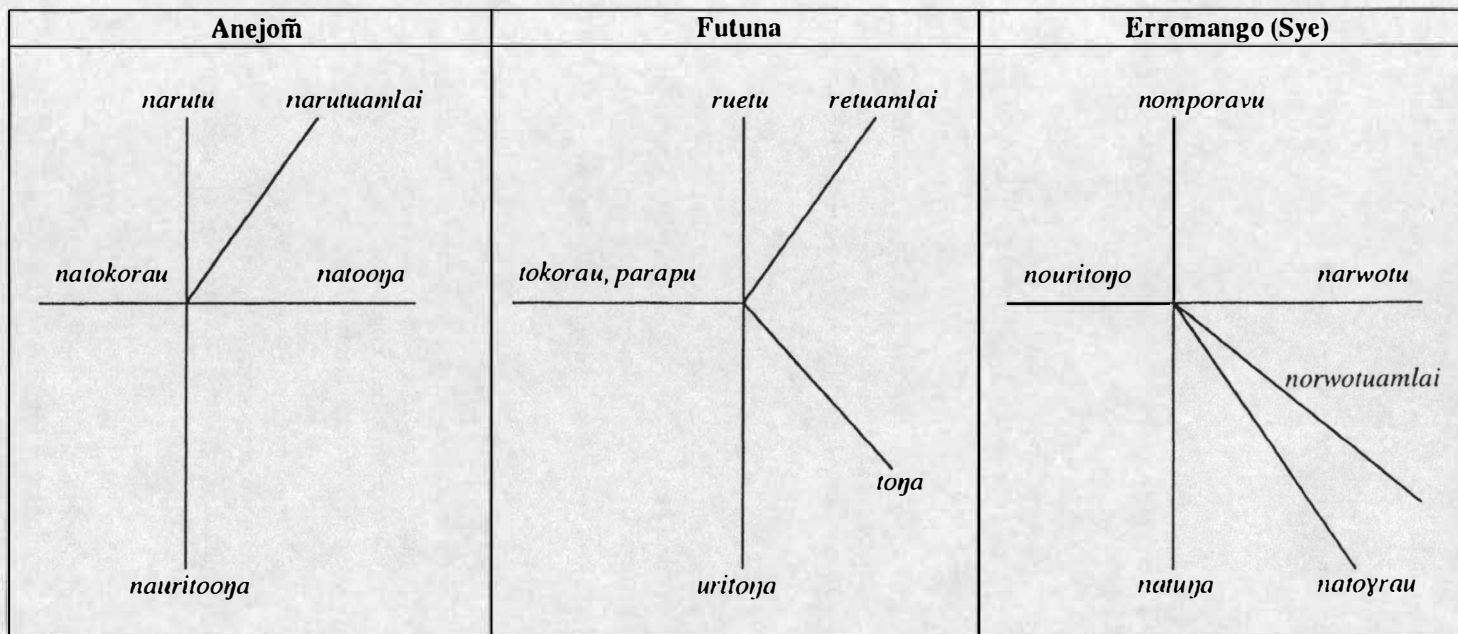 Anejom̃ Futuna Erromango (Sye)
narutu narutuamlai
natokorau natooŋa
nauritooŋa
ruetu retuamlai
tokorau, parapu
toŋa
uritoŋa
nomporavu
nouritoŋo narwotu
norwotuamlai
natuŋa natoɣrau